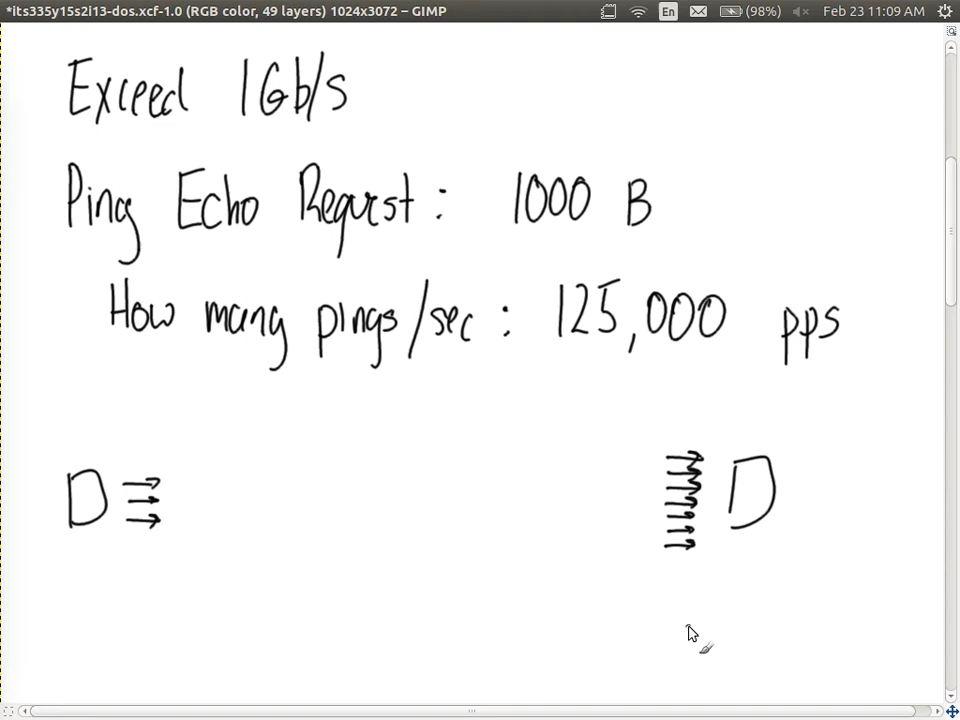 *its335y15s2i13-dos.xcf-1.0 (RGB color, 49 layers) 1024x3072 – GIMP En (98%) Feb 23 11:09 AM
Exceed 1Gb/s
Ping Echo Request: 1000 B
How many pings/sec: 125,000 pps
D D